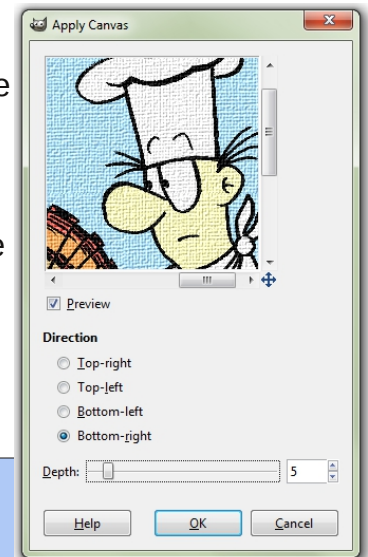 Apply Canvas
e
e
Preview
Direction
Top-right
Top-left
Bottom-left
Bottom-right
Depth: 5
Help OK Cancel